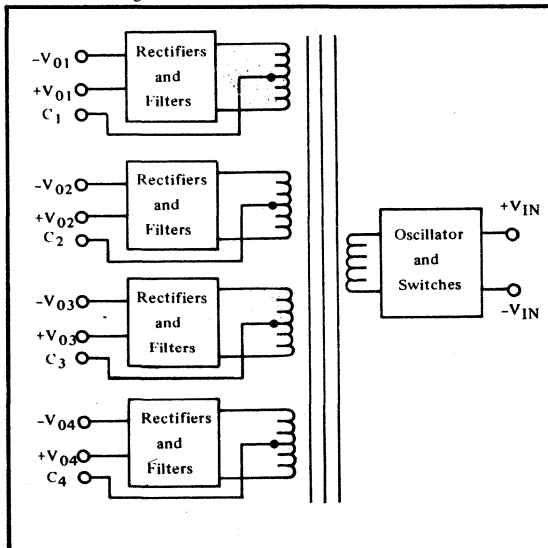 Rectifiers
and
Filters
-V01
+V01
C1
Rectifiers
and
Filters
-V02
+V02
C2
Rectifiers
and
Filters
-V03
+V03
C3
Rectifiers
and
Filters
-V04
+V04
C4
Oscillator
and
Switches
+VIN
-VIN